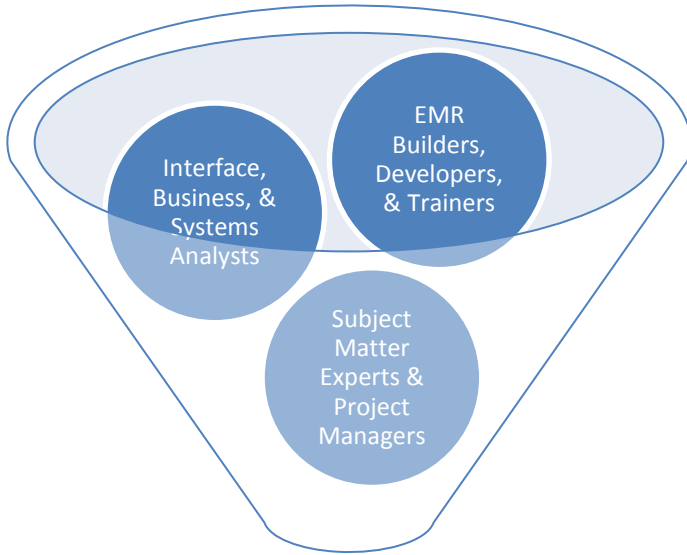 EMR
Builders,
Developers,
& Trainers
Interface,
Business, &
Systems
Analysts
Subject
Matter
Experts &
Project
Managers